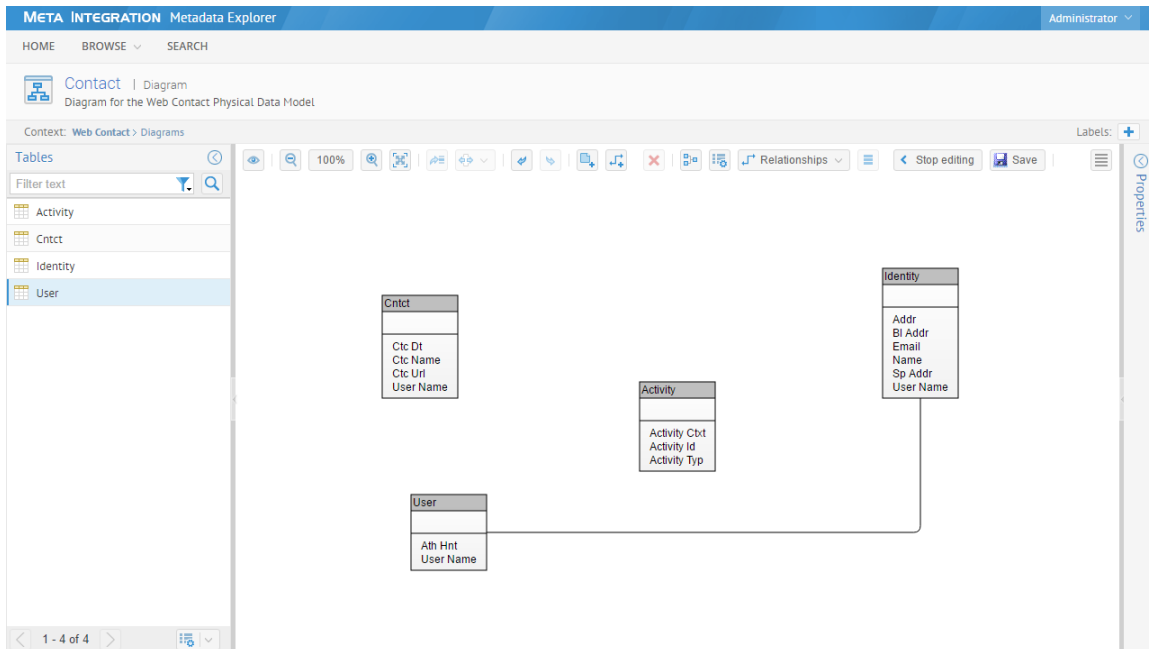 META INTEGRATION Metadata Explorer
Administrator
HOME BROWSE SEARCH
Contact | Diagram
Diagram for the Web Contact Physical Data Model
Context: Web Contact > Diagrams
Labels:
Tables
100%
Relationships
Stop editing
Save
Filter text
Properties
Activity
Cntct
Identity
User
Cntct
Ctc Dt
Ctc Name
Ctc Url
User Name
Identity
Addr
Bl Addr
Email
Name
Sp Addr
User Name
Activity
Activity Ctxt
Activity Id
Activity Typ
User
Ath Hnt
User Name
1 - 4 of 4